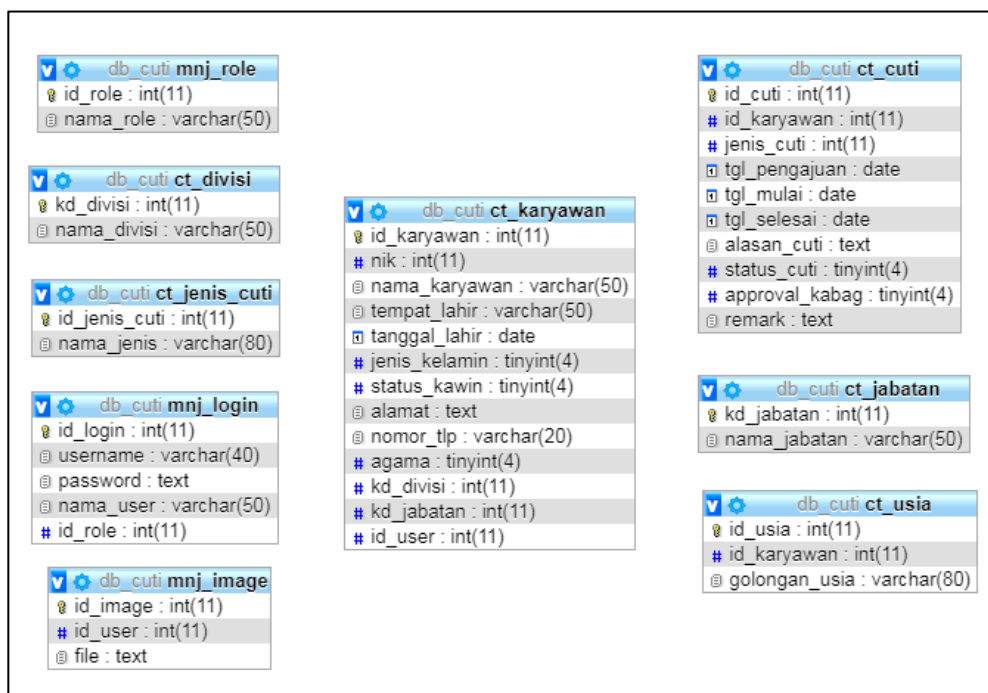 db_cuti mnj_role
id_role : int(11)
nama_role : varchar(50)
db_cuti ct_divisi
kd_divisi : int(11)
nama_divisi : varchar(50)
db_cuti ct_jenis_cuti
id_jenis_cuti : int(11)
nama_jenis : varchar(80)
db_cuti mnj_login
id_login : int(11)
username : varchar(40)
password : text
nama_user : varchar(50)
# id_role : int(11)
db_cuti mnj_image
id_image : int(11)
# id_user : int(11)
file : text
db_cuti ct_karyawan
id_karyawan : int(11)
# nik : int(11)
nama_karyawan : varchar(50)
tempat_lahir : varchar(50)
tanggal_lahir : date
# jenis_kelamin : tinyint(4)
# status_kawin : tinyint(4)
alamat : text
nomor_tlp : varchar(20)
# agama : tinyint(4)
# kd_divisi : int(11)
# kd_jabatan : int(11)
# id_user : int(11)
db_cuti ct_cuti
id_cuti : int(11)
# id_karyawan : int(11)
# jenis_cuti : int(11)
tgl_pengajuan : date
tgl_mulai : date
tgl_selesai : date
alasan_cuti : text
# status_cuti : tinyint(4)
# approval_kabag : tinyint(4)
remark : text
db_cuti ct_jabatan
kd_jabatan : int(11)
nama_jabatan : varchar(50)
db_cuti ct_usia
id_usia : int(11)
# id_karyawan : int(11)
golongan_usia : varchar(80)